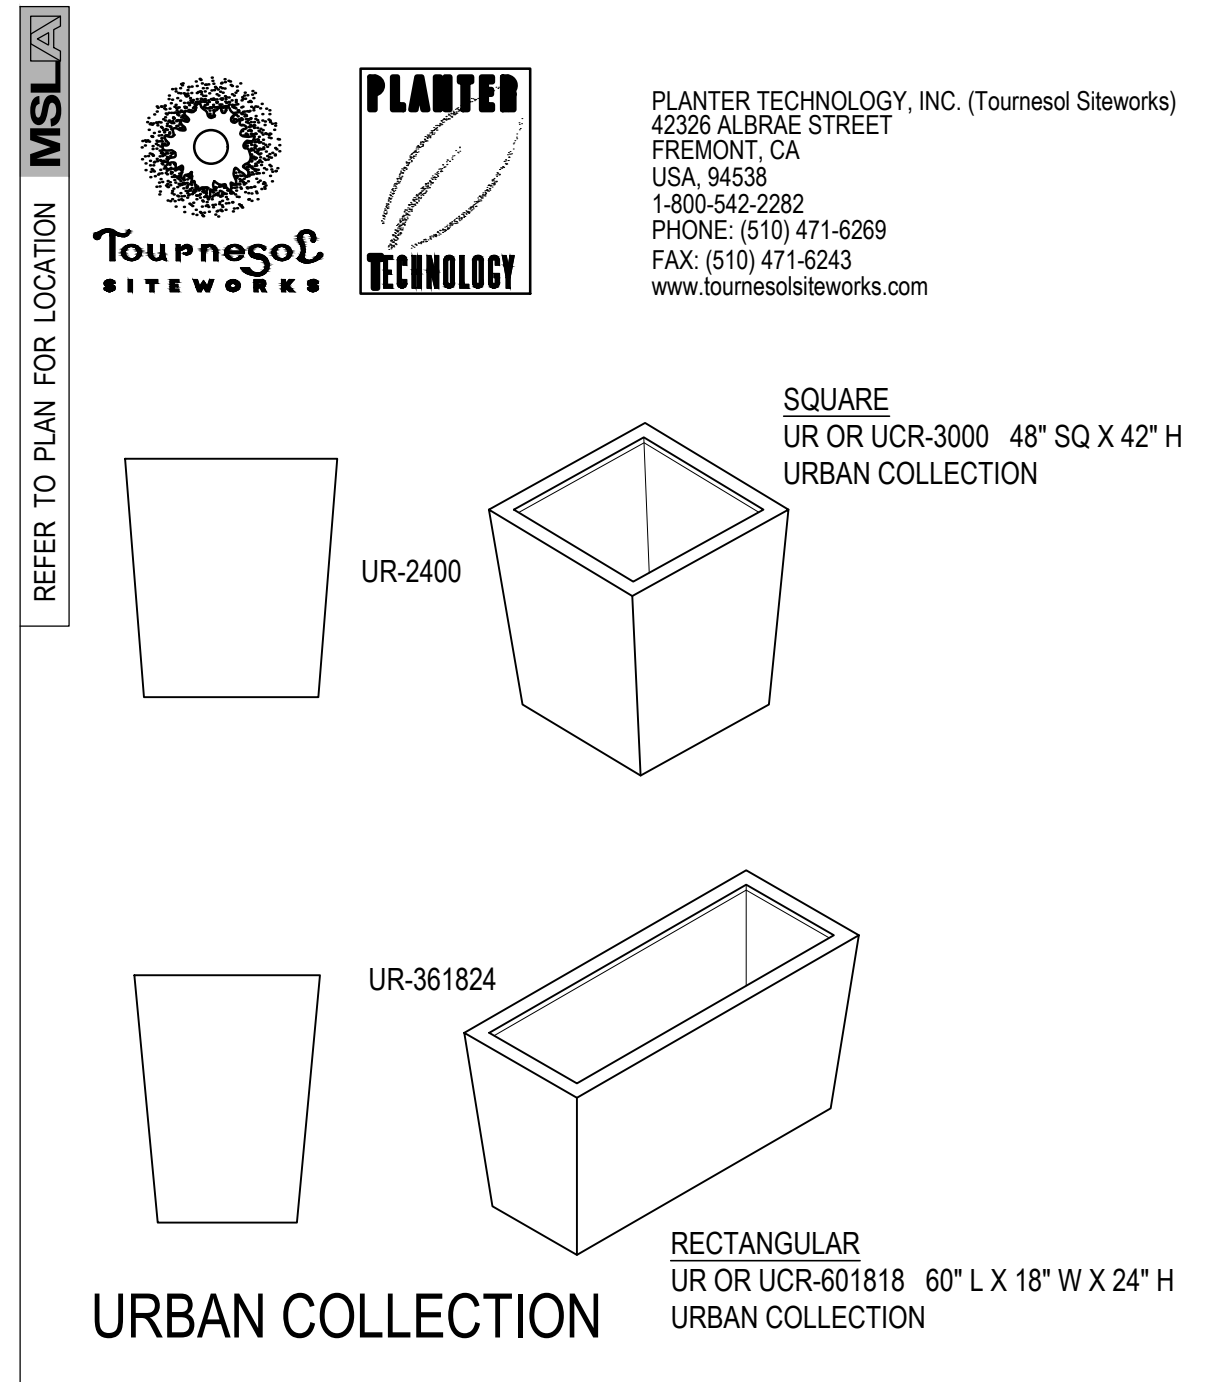 MSLA
REFER TO PLAN FOR LOCATION
Tournesol
SITEWORKS
PLANTER
TECHNOLOGY
PLANTER TECHNOLOGY, INC. (Tournesol Siteworks)
42326 ALBRAE STREET
FREMONT, CA
USA, 94538
1-800-542-2282
PHONE: (510) 471-6269
FAX: (510) 471-6243
www.tournesolsiteworks.com
SQUARE
UR OR UCR-3000 48" SQ X 42" H
URBAN COLLECTION
UR-2400
UR-361824
RECTANGULAR
UR OR UCR-601818 60" L X 18" W X 24" H
URBAN COLLECTION
URBAN COLLECTION